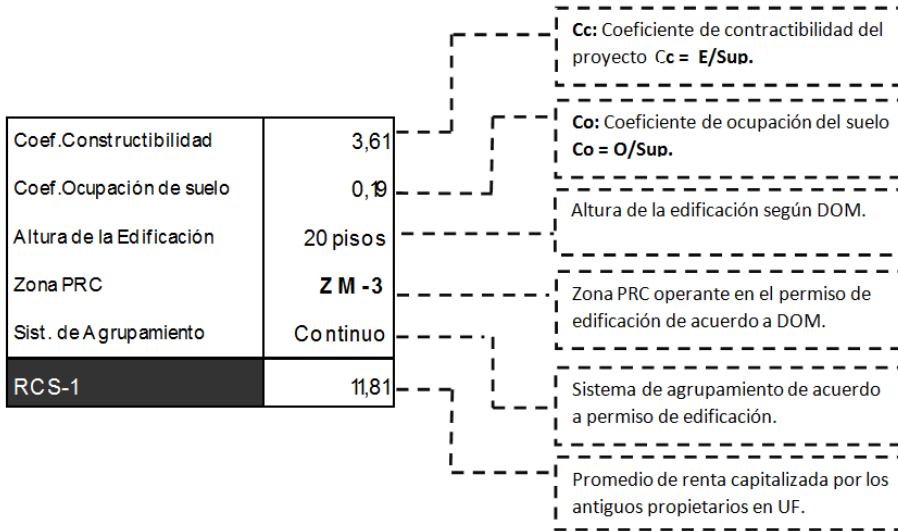 Coef.Constructibilidad 3,61
Coef.Ocupación de suelo 0,19
Altura de la Edificación 20 pisos
Zona PRC ZM-3
Sist. de Agrupamiento Continuo
RCS-1 11,81
Cc: Coeficiente de contractibilidad del
proyecto Cc = E/Sup.
Co: Coeficiente de ocupación del suelo
Co = O/Sup.
Altura de la edificación según DOM.
Zona PRC operante en el permiso de
edificación de acuerdo a DOM.
Sistema de agrupamiento de acuerdo
a permiso de edificación.
Promedio de renta capitalizada por los
antiguos propietarios en UF.